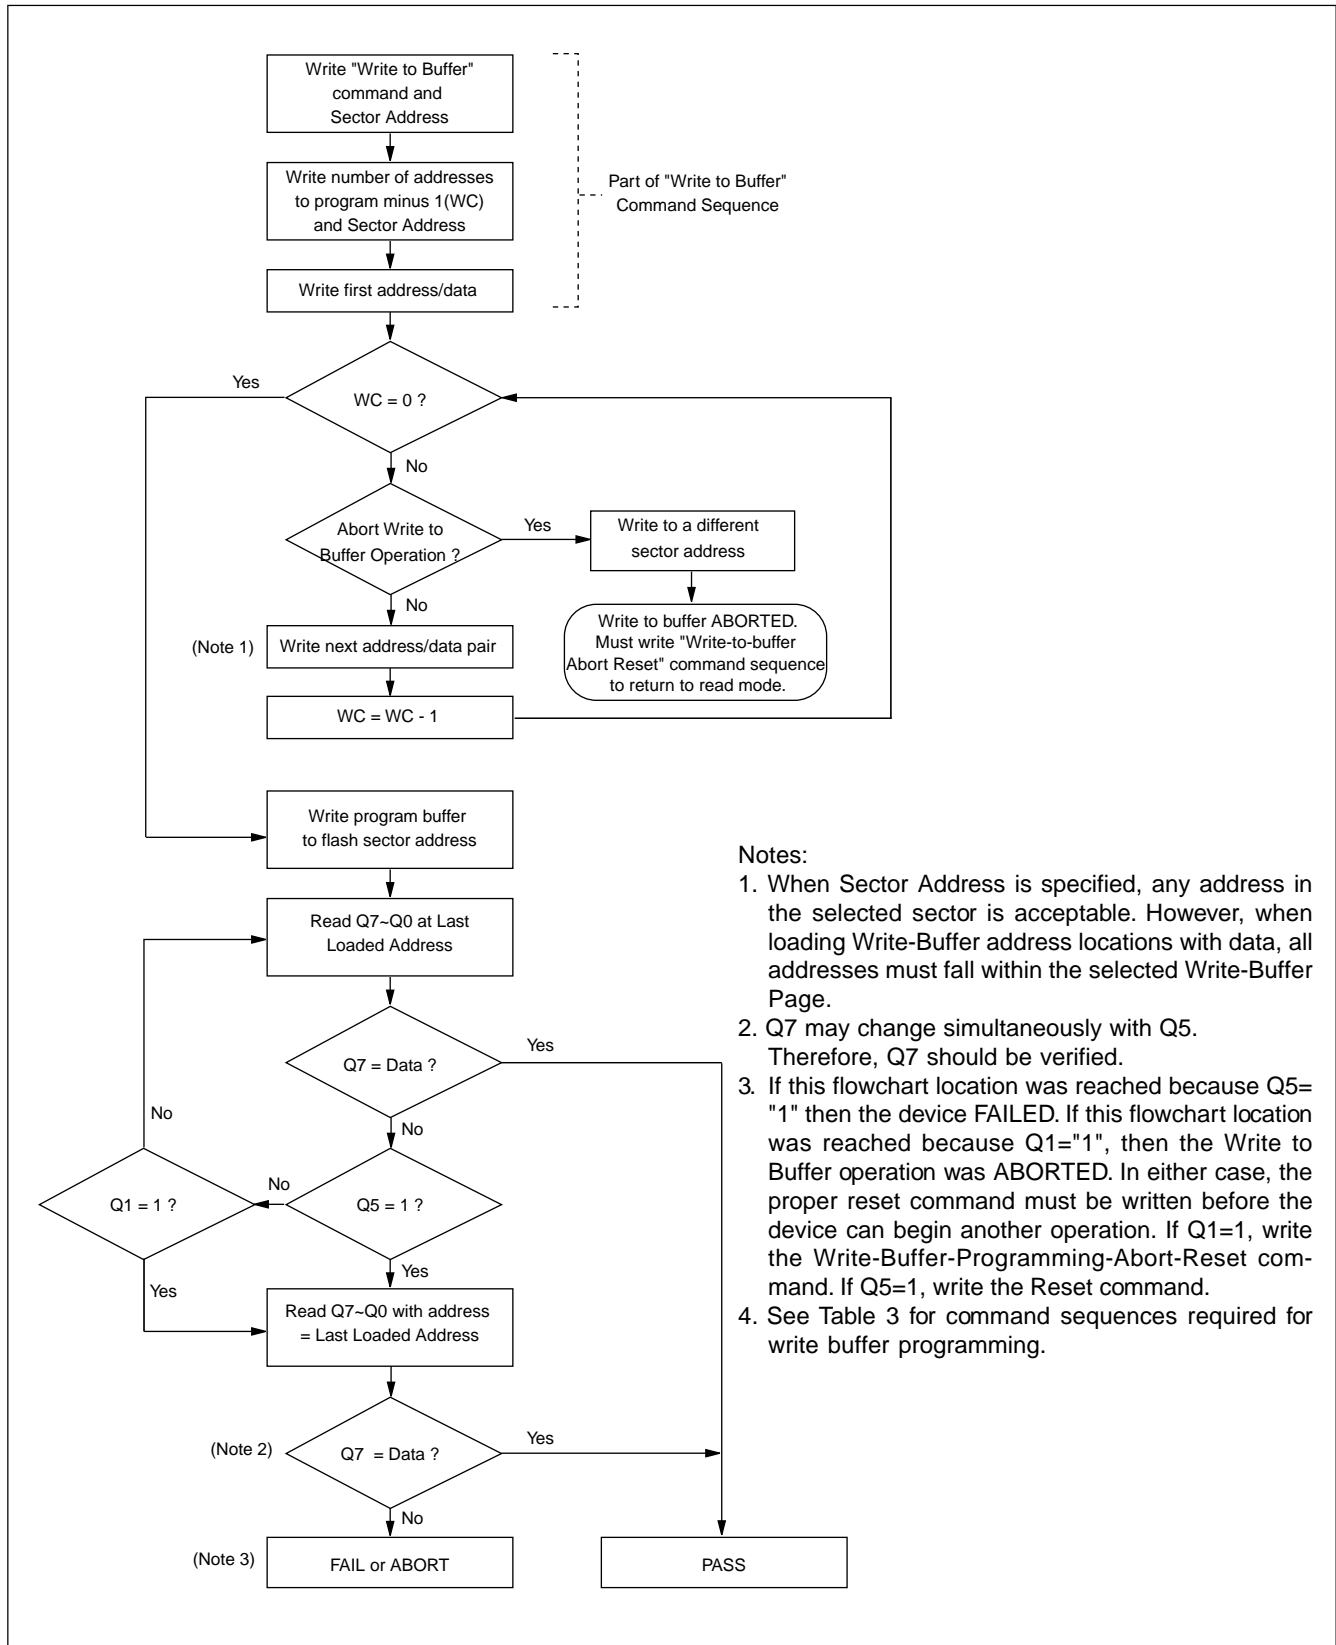 Write "Write to Buffer"
command and
Sector Address
Write number of addresses
to program minus 1(WC)
and Sector Address
Part of "Write to Buffer"
Command Sequence
Write first address/data
Yes
WC = 0 ?
No
Abort Write to
Buffer Operation ?
Yes
Write to a different
sector address
No
Write to buffer ABORTED.
Must write "Write-to-buffer
Abort Reset" command sequence
to return to read mode.
(Note 1)
Write next address/data pair
WC = WC - 1
Write program buffer
to flash sector address
Read Q7~Q0 at Last
Loaded Address
Q7 = Data ?
Yes
No
No
Q1 = 1 ?
No
Q5 = 1 ?
Yes
Yes
Read Q7~Q0 with address
= Last Loaded Address
(Note 2)
Q7 = Data ?
Yes
No
(Note 3)
FAIL or ABORT
PASS
Notes:
1. When Sector Address is specified, any address in
the selected sector is acceptable. However, when
loading Write-Buffer address locations with data, all
addresses must fall within the selected Write-Buffer
Page.
2. Q7 may change simultaneously with Q5.
Therefore, Q7 should be verified.
3. If this flowchart location was reached because Q5=
"1" then the device FAILED. If this flowchart location
was reached because Q1="1", then the Write to
Buffer operation was ABORTED. In either case, the
proper reset command must be written before the
device can begin another operation. If Q1=1, write
the Write-Buffer-Programming-Abort-Reset com-
mand. If Q5=1, write the Reset command.
4. See Table 3 for command sequences required for
write buffer programming.